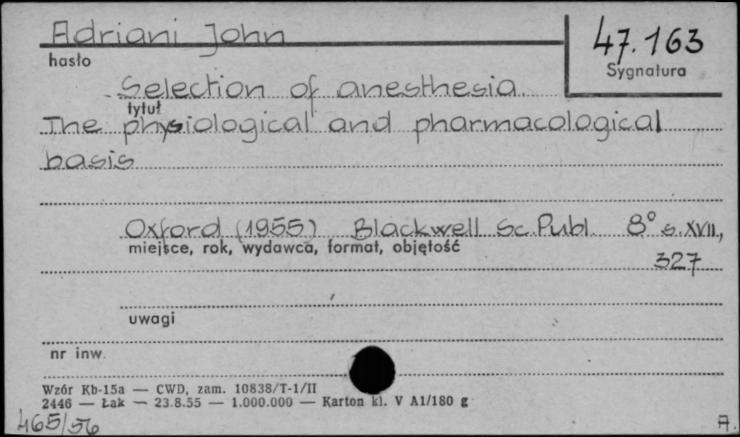 Adriani John
hasło
47.163
Sygnatura
Selection of anesthesia.
tytuł
The physiological and pharmacological
basis
Oxford (1955) Blackwell Sc. Publ. 8° s. XVII,
miejsce, rok, wydawca, format, objętość
327
uwagi
nr inw.
Wzór Kb-15a — CWD, zam. 10838/T-1/II
2446 — Łak — 23.8.55 — 1.000.000 — Karton kl. V A1/180 g
465/56
A.